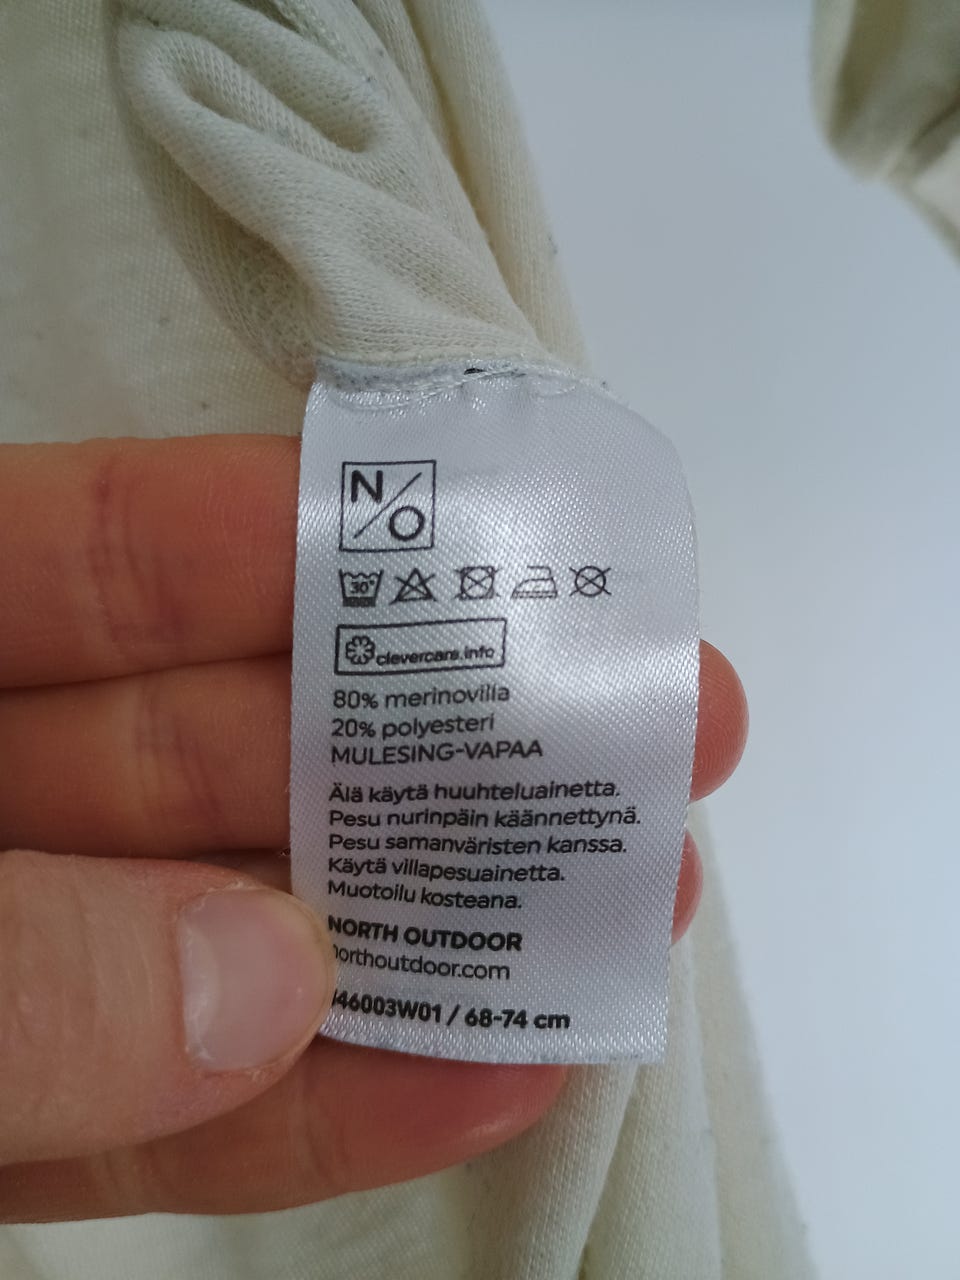 N/O
30°
clevercare.info
80% merinovilla
20% polyesteri
MULESING-VAPAA
Älä käytä huuhteluainetta.
Pesu nurinpäin käännettynä.
Pesu samanväristen kanssa.
Käytä villapesuainetta.
Muotoilu kosteana.
NORTH OUTDOOR
northoutdoor.com
46003W01 / 68-74 cm